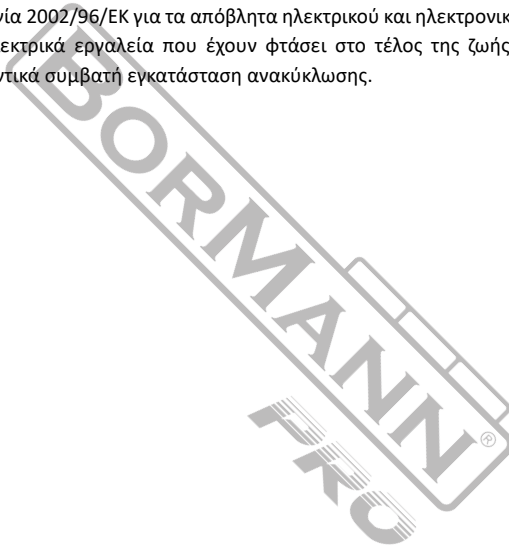 νία 2002/96/ΕΚ για τα απόβλητα ηλεκτρικού και ηλεκτρονικ
εκτρικά εργαλεία που έχουν φτάσει στο τέλος της ζωής
ντικά συμβατή εγκατάσταση ανακύκλωσης.
BORMANN®
PRO